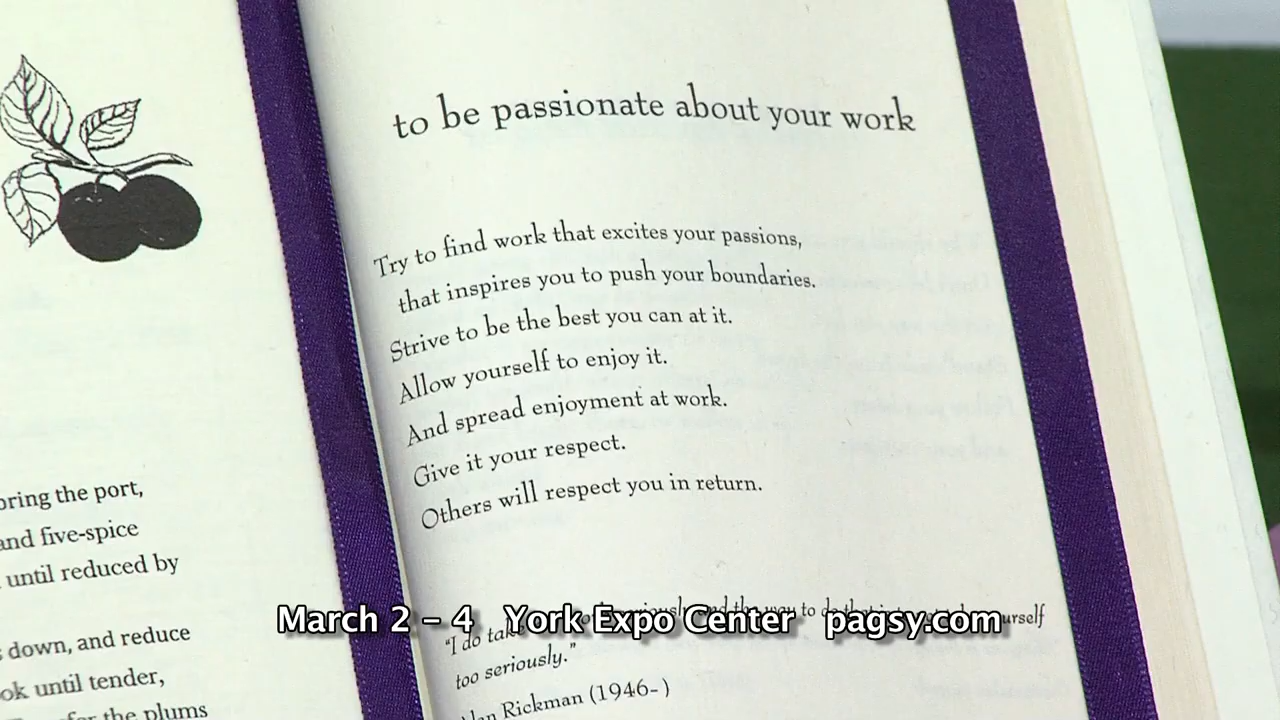 oring the port,
and five-spice
until reduced by
down, and reduce
ok until tender,
the plums
to be passionate about your work
Try to find work that excites your passions,
that inspires you to push your boundaries.
Strive to be the best you can at it.
Allow yourself to enjoy it.
And spread enjoyment at work.
Give it your respect.
Others will respect you in return.
"I do take
too seriously."
Rickman (1946-)
March 2 – 4 York Expo Center pagsy.com